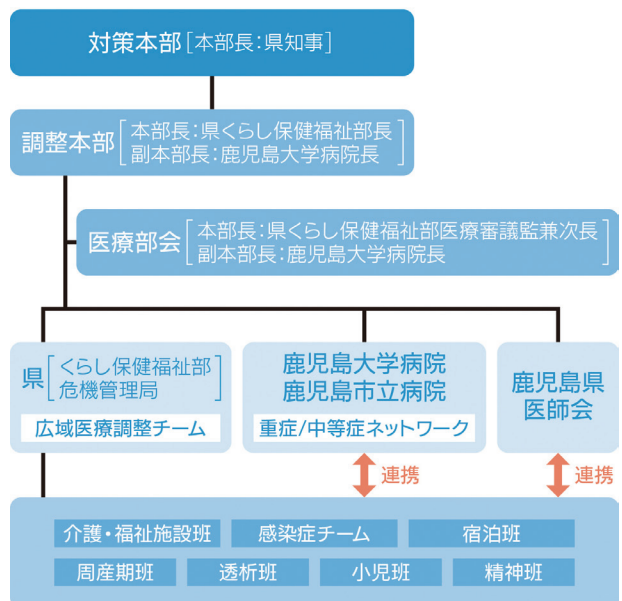 対策本部[本部長:県知事]
調整本部[本部長:県くらし保健福祉部長
副本部長:鹿児島大学病院長]
医療部会[本部長:県くらし保健福祉部医療審議監兼次長
副本部長:鹿児島大学病院長]
県[くらし保健福祉部
危機管理局]
広域医療調整チーム
鹿児島大学病院
鹿児島市立病院
重症/中等症ネットワーク
鹿児島県
医師会
連携
連携
介護・福祉施設班
感染症チーム
宿泊班
周産期班
透析班
小児班
精神班